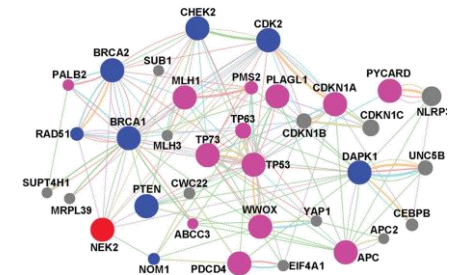 CHEK2
CDK2
BRCA2
SUB1
PALB2
MLH1
PMS2
PLAGL1
CDKN1A
PYCARD
NLRP
TP63
CDKN1B
CDKN1C
RAD51
BRCA1
MLH3
TP73
TP53
DAPK1
UNC5B
SUPT4H1
MRPL39
PTEN
CWC22
WWOX
YAP1
CEBPB
NEK2
ABCC3
APC2
NOM1
PDCD4
EIF4A1
APC